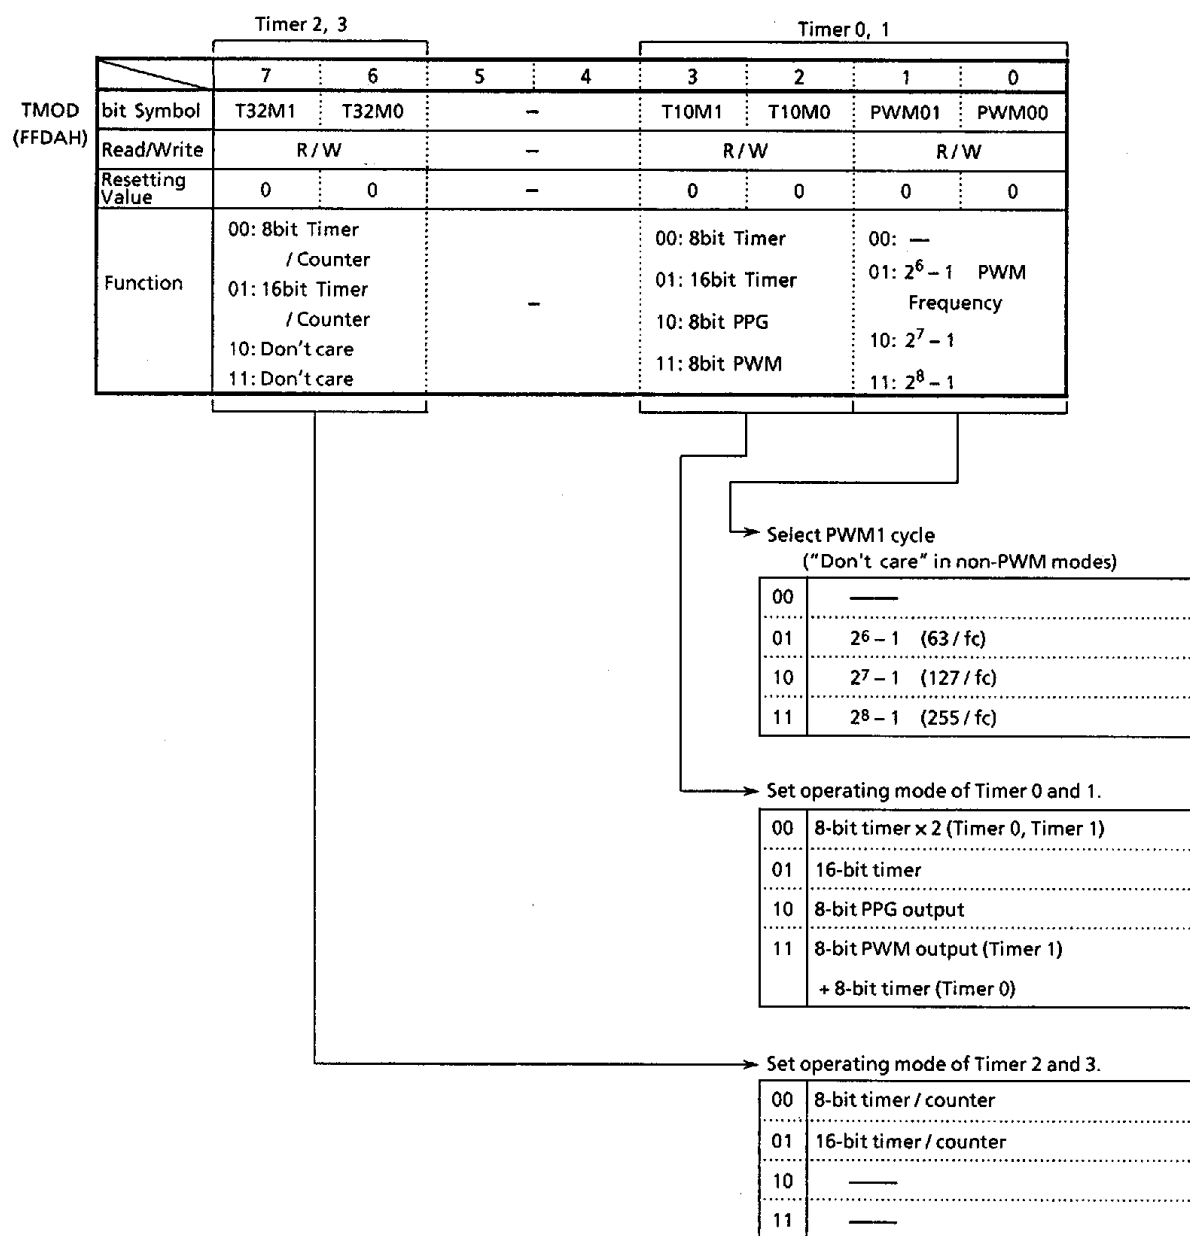 Timer 2, 3 Timer 0, 1
7 6 5 4 3 2 1 0
TMOD (FFDAH) bit Symbol T32M1 T32M0 – T10M1 T10M0 PWM01 PWM00
Read/Write R/W – R/W R/W
Resetting Value 0 0 – 0 0 0 0
Function
00: 8bit Timer
/ Counter
01: 16bit Timer
/ Counter
10: Don't care
11: Don't care
–
00: 8bit Timer
01: 16bit Timer
10: 8bit PPG
11: 8bit PWM
00: —
01: 2⁶ – 1 PWM
Frequency
10: 2⁷ – 1
11: 2⁸ – 1
Select PWM1 cycle
("Don't care" in non-PWM modes)
00 ——
01 2⁶ – 1 (63 / fc)
10 2⁷ – 1 (127 / fc)
11 2⁸ – 1 (255 / fc)
Set operating mode of Timer 0 and 1.
00 8-bit timer × 2 (Timer 0, Timer 1)
01 16-bit timer
10 8-bit PPG output
11 8-bit PWM output (Timer 1)
+ 8-bit timer (Timer 0)
Set operating mode of Timer 2 and 3.
00 8-bit timer / counter
01 16-bit timer / counter
10 ——
11 ——